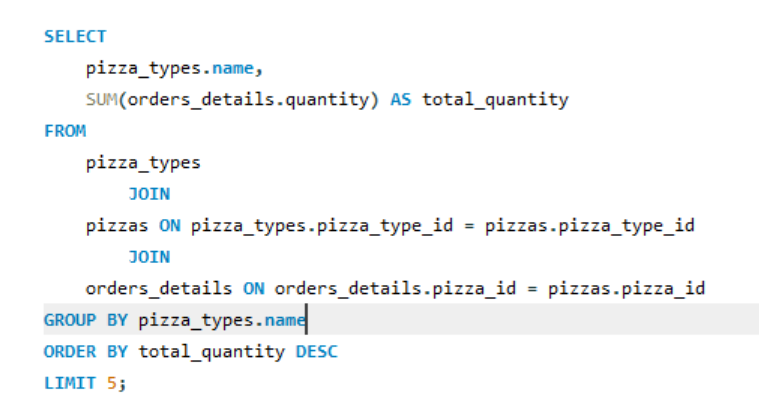 SELECT
pizza_types.name,
SUM(orders_details.quantity) AS total_quantity
FROM
pizza_types
JOIN
pizzas ON pizza_types.pizza_type_id = pizzas.pizza_type_id
JOIN
orders_details ON orders_details.pizza_id = pizzas.pizza_id
GROUP BY pizza_types.name
ORDER BY total_quantity DESC
LIMIT 5;